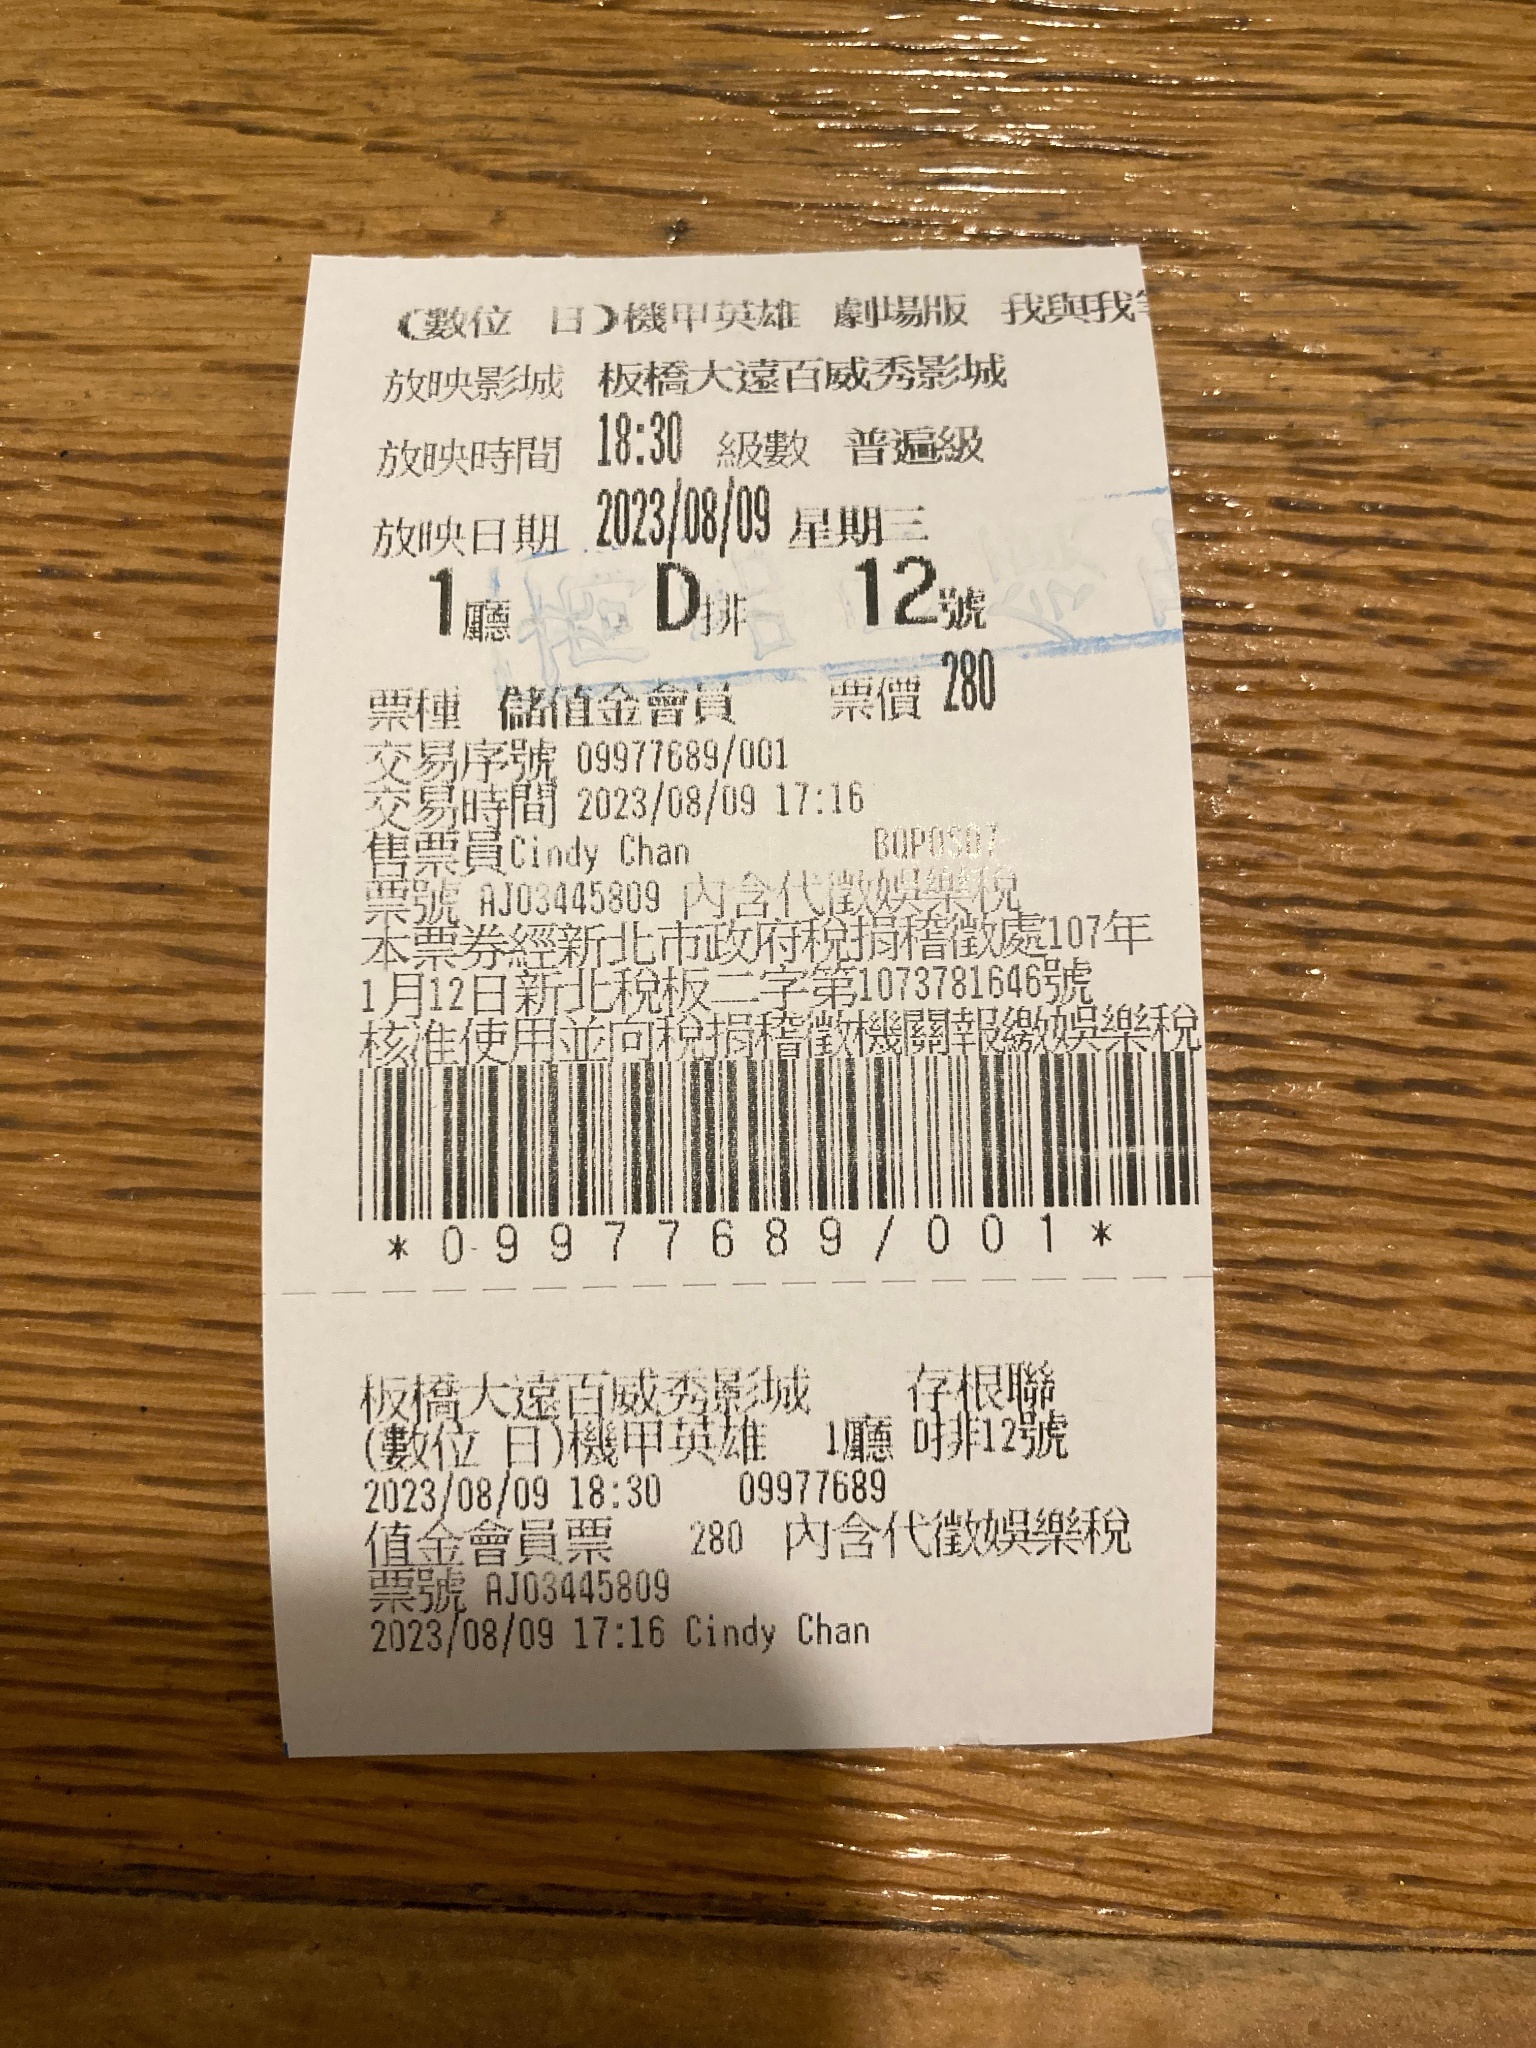 (數位 日)機甲英雄 劇場版 我與我
放映影城 板橋大遠百威秀影城
放映時間 18:30 級數 普遍級
放映日期 2023/08/09 星期三
1廳 D排 12號
票種 儲值金會員 票價 280
交易序號 09977689/001
交易時間 2023/08/09 17:16
售票員Cindy Chan BQPOS07
票號 AJ03445809 內含代徵娛樂稅
本票券經新北市政府稅捐稽徵處107年
1月12日新北稅板二字第1073781646號
核准使用並向稅捐稽徵機關報繳娛樂稅
*09977689/001*
板橋大遠百威秀影城 存根聯
(數位 日)機甲英雄 1廳 D排12號
2023/08/09 18:30 09977689
值金會員票 280 內含代徵娛樂稅
票號 AJ03445809
2023/08/09 17:16 Cindy Chan